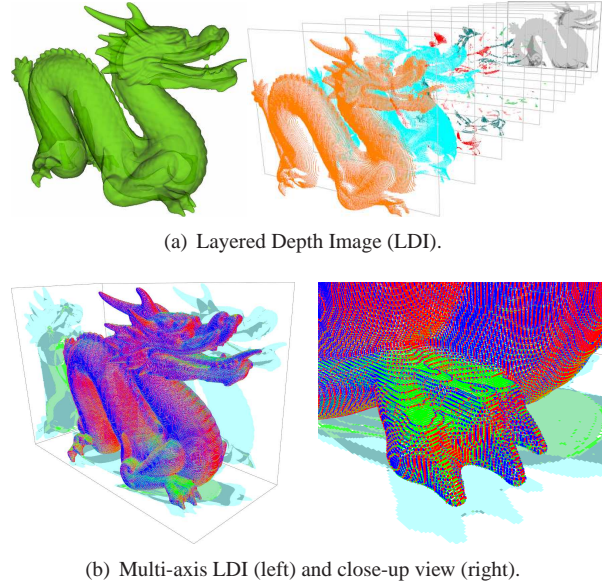 (a) Layered Depth Image (LDI).
(b) Multi-axis LDI (left) and close-up view (right).